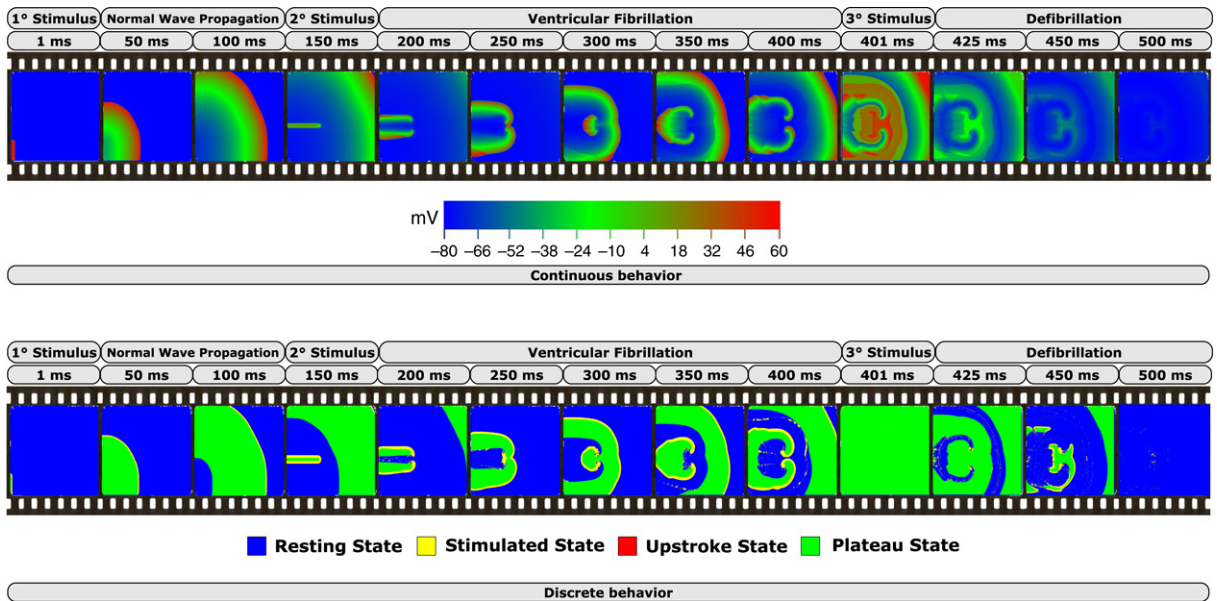 1° Stimulus Normal Wave Propagation 2° Stimulus Ventricular Fibrillation 3° Stimulus Defibrillation
1 ms 50 ms 100 ms 150 ms 200 ms 250 ms 300 ms 350 ms 400 ms 401 ms 425 ms 450 ms 500 ms
mV
−80 −66 −52 −38 −24 −10 4 18 32 46 60
Continuous behavior
1° Stimulus Normal Wave Propagation 2° Stimulus Ventricular Fibrillation 3° Stimulus Defibrillation
1 ms 50 ms 100 ms 150 ms 200 ms 250 ms 300 ms 350 ms 400 ms 401 ms 425 ms 450 ms 500 ms
Resting State Stimulated State Upstroke State Plateau State
Discrete behavior